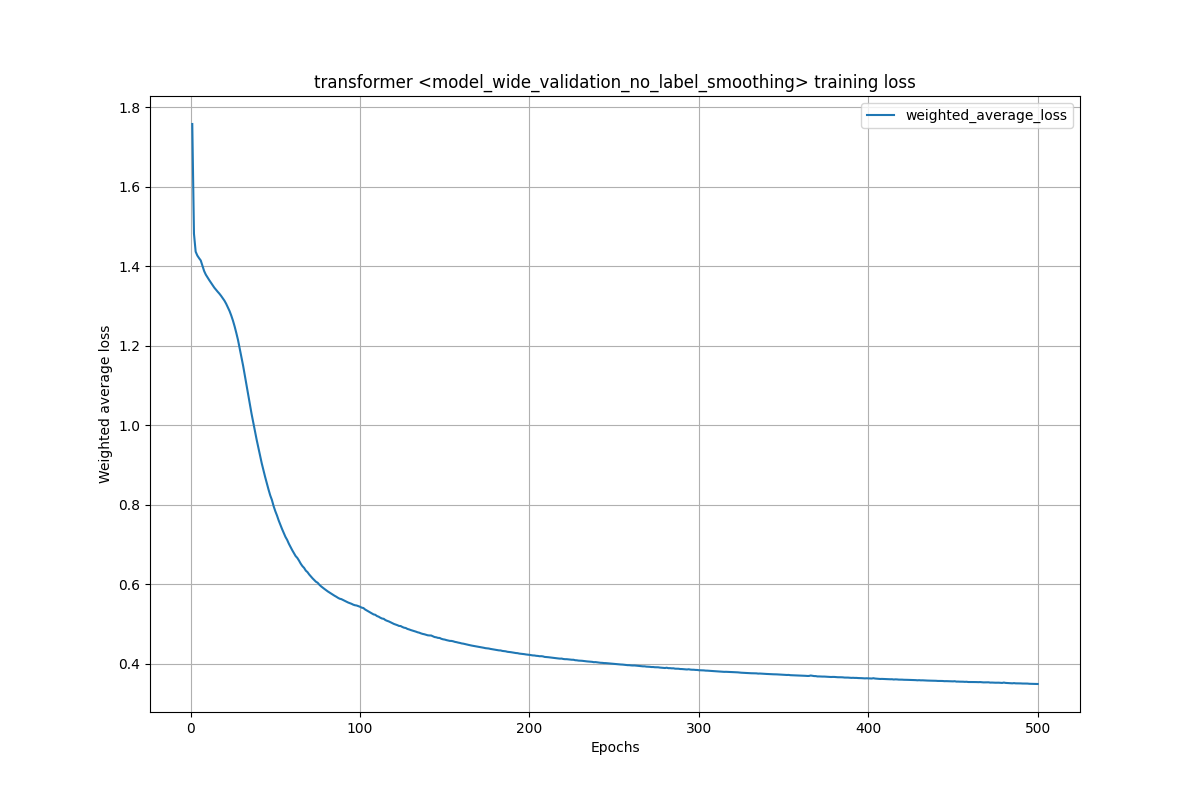 transformer <model_wide_validation_no_label_smoothing> training loss
weighted_average_loss
Weighted average loss
1.8
1.6
1.4
1.2
1.0
0.8
0.6
0.4
0 100 200 300 400 500
Epochs